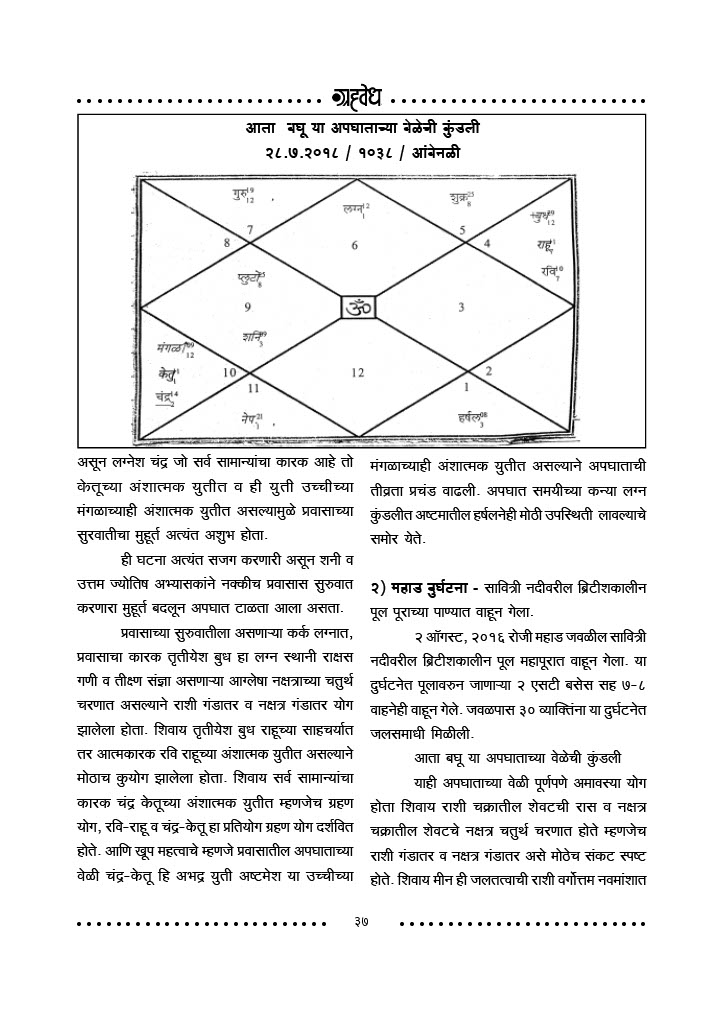 ग्रहवेध
आता बघू या अपघाताच्या वेळेची कुंडली
२८.७.२०१८ / १०३८ / आंबेनळी
गुरु 19 12
लग्न 12 1
शुक्र 25 8
बुध 09 12
राहू 1 7
रवि 10 7
7
8
6
5
4
प्लुटो 25 8
9
ॐ
3
शनि 09 3
मंगळ 09 12
केतु 1 1
चंद्र 14 2
10
11
12
1
2
नेप 21 1
हर्षल 08 3
असून लग्नेश चंद्र जो सर्व सामान्यांचा कारक आहे तो
केतूच्या अंशात्मक युतीत व ही युती उच्चीच्या
मंगळाच्याही अंशात्मक युतीत असल्यामुळे प्रवासाच्या
सुरवातीचा मुहूर्त अत्यंत अशुभ होता.
ही घटना अत्यंत सजग करणारी असून शनी व
उत्तम ज्योतिष अभ्यासकांने नक्कीच प्रवासास सुरुवात
करणारा मुहूर्त बदलून अपघात टाळता आला असता.
प्रवासाच्या सुरुवातीला असणाऱ्या कर्क लग्नात,
प्रवासाचा कारक तृतीयेश बुध हा लग्न स्थानी राक्षस
गणी व तीक्ष्ण संज्ञा असणाऱ्या आग्लेषा नक्षत्राच्या चतुर्थ
चरणात असल्याने राशी गंडातर व नक्षत्र गंडातर योग
झालेला होता. शिवाय तृतीयेश बुध राहूच्या साहचर्यात
तर आत्मकारक रवि राहूच्या अंशात्मक युतीत असल्याने
मोठाच कुयोग झालेला होता. शिवाय सर्व सामान्यांचा
कारक चंद्र केतूच्या अंशात्मक युतीत म्हणजेच ग्रहण
योग, रवि-राहू व चंद्र-केतू हा प्रतियोग ग्रहण योग दर्शवित
होते. आणि खूप महत्वाचे म्हणजे प्रवासातील अपघाताच्या
वेळी चंद्र-केतू हि अभद्र युती अष्टमेश या उच्चीच्या
मंगळाच्याही अंशात्मक युतीत असल्याने अपघाताची
तीव्रता प्रचंड वाढली. अपघात समयीच्या कन्या लग्न
कुंडलीत अष्टमातील हर्षलनेही मोठी उपस्थिती लावल्याचे
समोर येते.
२) महाड दुर्घटना - सावित्री नदीवरील ब्रिटीशकालीन
पूल पूराच्या पाण्यात वाहून गेला.
२ ऑगस्ट, २०१६ रोजी महाड जवळील सावित्री
नदीवरील ब्रिटीशकालीन पूल महापूरात वाहून गेला. या
दुर्घटनेत पूलावरुन जाणाऱ्या २ एसटी बसेस सह ७-८
वाहनेही वाहून गेले. जवळपास ३० व्याक्तिंना या दुर्घटनेत
जलसमाधी मिळीली.
आता बघू या अपघाताच्या वेळेची कुंडली
याही अपघाताच्या वेळी पूर्णपणे अमावस्या योग
होता शिवाय राशी चक्रातील शेवटची रास व नक्षत्र
चक्रातील शेवटचे नक्षत्र चतुर्थ चरणात होते म्हणजेच
राशी गंडातर व नक्षत्र गंडातर असे मोठेच संकट स्पष्ट
होते. शिवाय मीन ही जलतत्वाची राशी वर्गोत्तम नवमांशात
३७